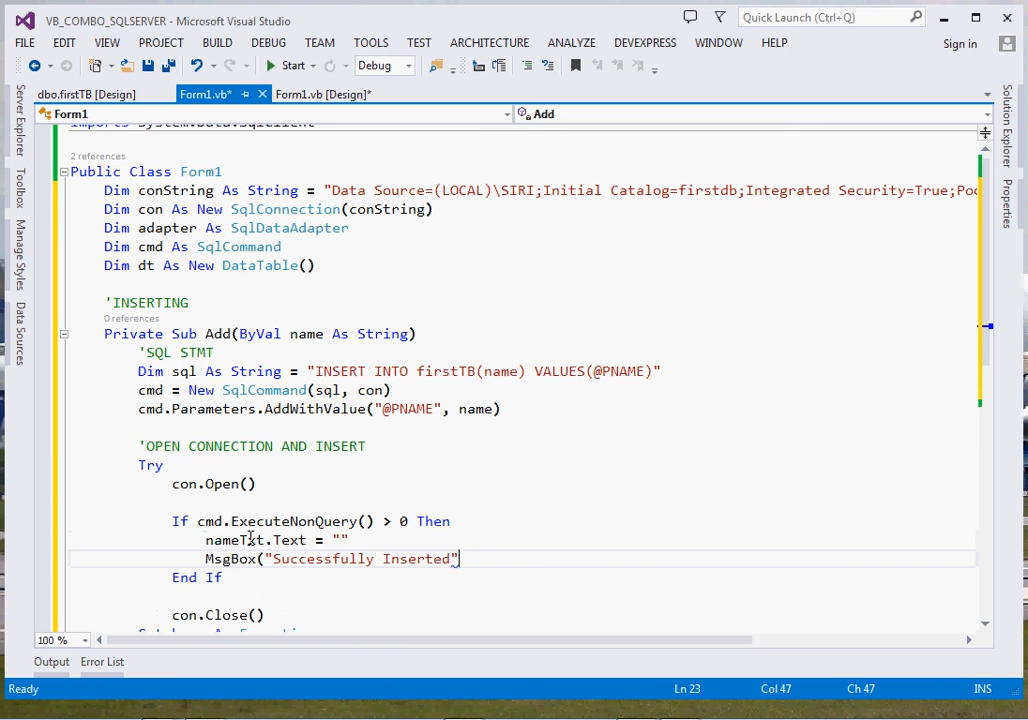 VB_COMBO_SQLSERVER - Microsoft Visual Studio
Quick Launch (Ctrl+Q)
FILE EDIT VIEW PROJECT BUILD DEBUG TEAM TOOLS TEST ARCHITECTURE ANALYZE DEVEXPRESS WINDOW HELP Sign in
Start Debug
dbo.firstTB [Design] Form1.vb* Form1.vb [Design]*
Form1 Add
Server Explorer
Toolbox
Manage Styles
Data Sources
Solution Explorer
Properties
Imports System.Data.SqlClient
2 references
Public Class Form1
Dim conString As String = "Data Source=(LOCAL)\SIRI;Initial Catalog=firstdb;Integrated Security=True;Poo
Dim con As New SqlConnection(conString)
Dim adapter As SqlDataAdapter
Dim cmd As SqlCommand
Dim dt As New DataTable()
'INSERTING
0 references
Private Sub Add(ByVal name As String)
'SQL STMT
Dim sql As String = "INSERT INTO firstTB(name) VALUES(@PNAME)"
cmd = New SqlCommand(sql, con)
cmd.Parameters.AddWithValue("@PNAME", name)
'OPEN CONNECTION AND INSERT
Try
con.Open()
If cmd.ExecuteNonQuery() > 0 Then
nameTxt.Text = ""
MsgBox("Successfully Inserted"
End If
con.Close()
100 %
Output Error List
Ready Ln 23 Col 47 Ch 47 INS